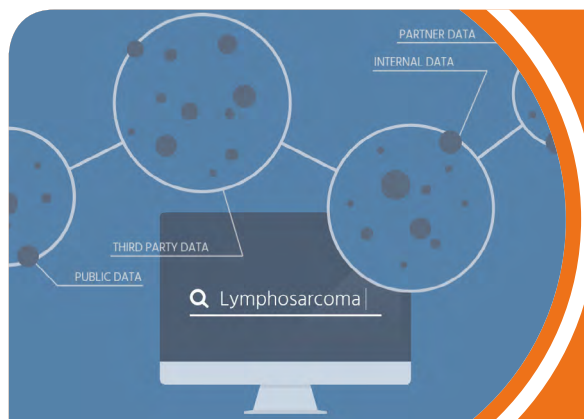 PARTNER DATA
INTERNAL DATA
THIRD PARTY DATA
PUBLIC DATA
Lymphosarcoma